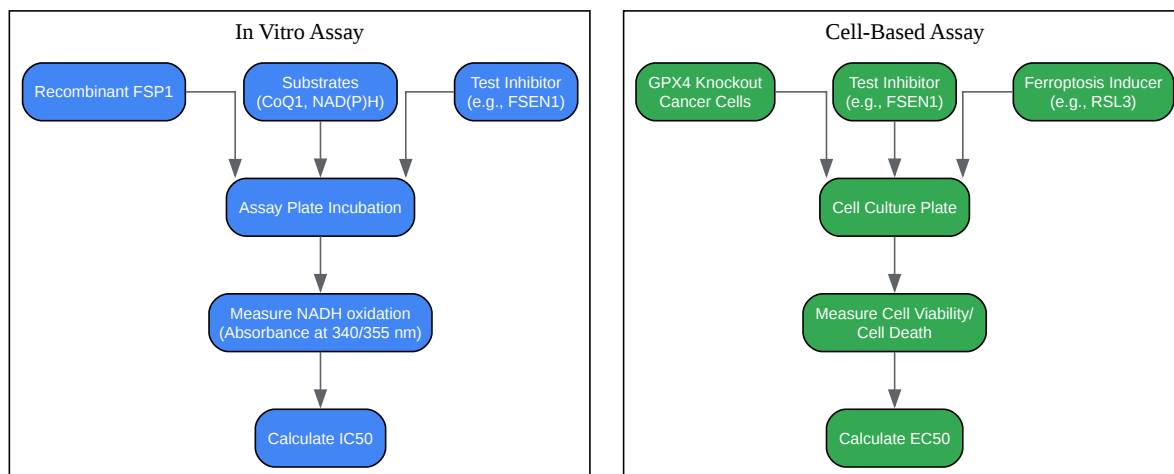 In Vitro Assay
Recombinant FSP1
Substrates
(CoQ1, NAD(P)H)
Test Inhibitor
(e.g., FSEN1)
Assay Plate Incubation
Measure NADH oxidation
(Absorbance at 340/355 nm)
Calculate IC50
Cell-Based Assay
GPX4 Knockout
Cancer Cells
Test Inhibitor
(e.g., FSEN1)
Ferroptosis Inducer
(e.g., RSL3)
Cell Culture Plate
Measure Cell Viability/
Cell Death
Calculate EC50